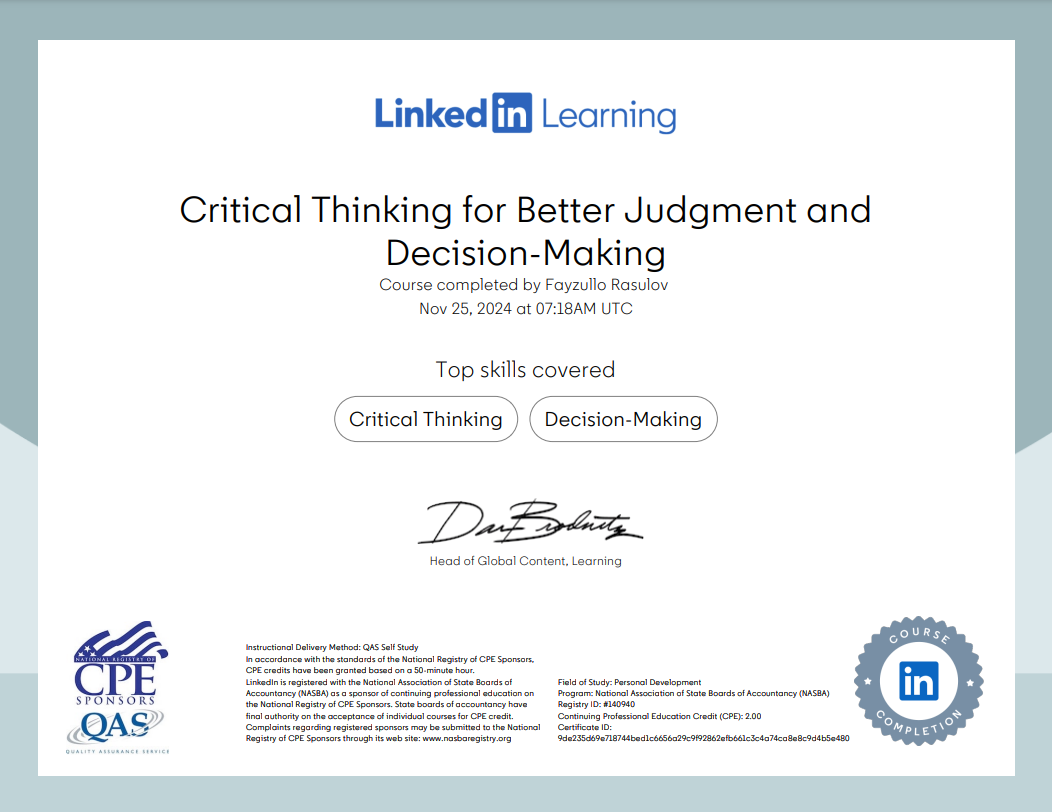 Linked in Learning
Critical Thinking for Better Judgment and
Decision-Making
Course completed by Fayzullo Rasulov
Nov 25, 2024 at 07:18AM UTC
Top skills covered
Critical Thinking
Decision-Making
Dan Brodnitz
Head of Global Content, Learning
NATIONAL REGISTRY OF
CPE
SPONSORS
QAS
QUALITY ASSURANCE SERVICE
Instructional Delivery Method: QAS Self Study
In accordance with the standards of the National Registry of CPE Sponsors,
CPE credits have been granted based on a 50-minute hour.
LinkedIn is registered with the National Association of State Boards of
Accountancy (NASBA) as a sponsor of continuing professional education on
the National Registry of CPE Sponsors. State boards of accountancy have
final authority on the acceptance of individual courses for CPE credit.
Complaints regarding registered sponsors may be submitted to the National
Registry of CPE Sponsors through its web site: www.nasbaregistry.org
Field of Study: Personal Development
Program: National Association of State Boards of Accountancy (NASBA)
Registry ID: #140940
Continuing Professional Education Credit (CPE): 2.00
Certificate ID:
9de235d69e718744bed1c6656a29c9f92862efb661c3c4a74ca8e8c9d4b5e480
COURSE
in
COMPLETION